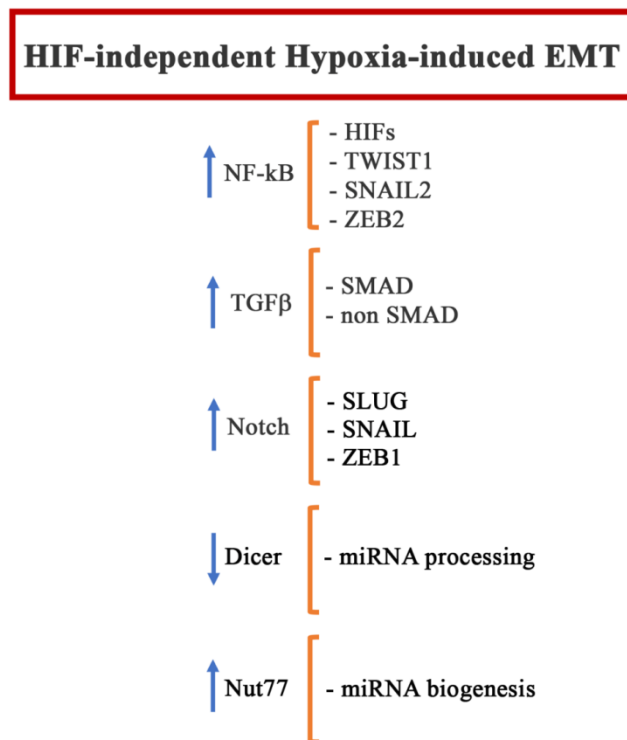 HIF-independent Hypoxia-induced EMT
NF-kB
- HIFs
- TWIST1
- SNAIL2
- ZEB2
TGFβ
- SMAD
- non SMAD
Notch
- SLUG
- SNAIL
- ZEB1
Dicer
- miRNA processing
Nut77
- miRNA biogenesis